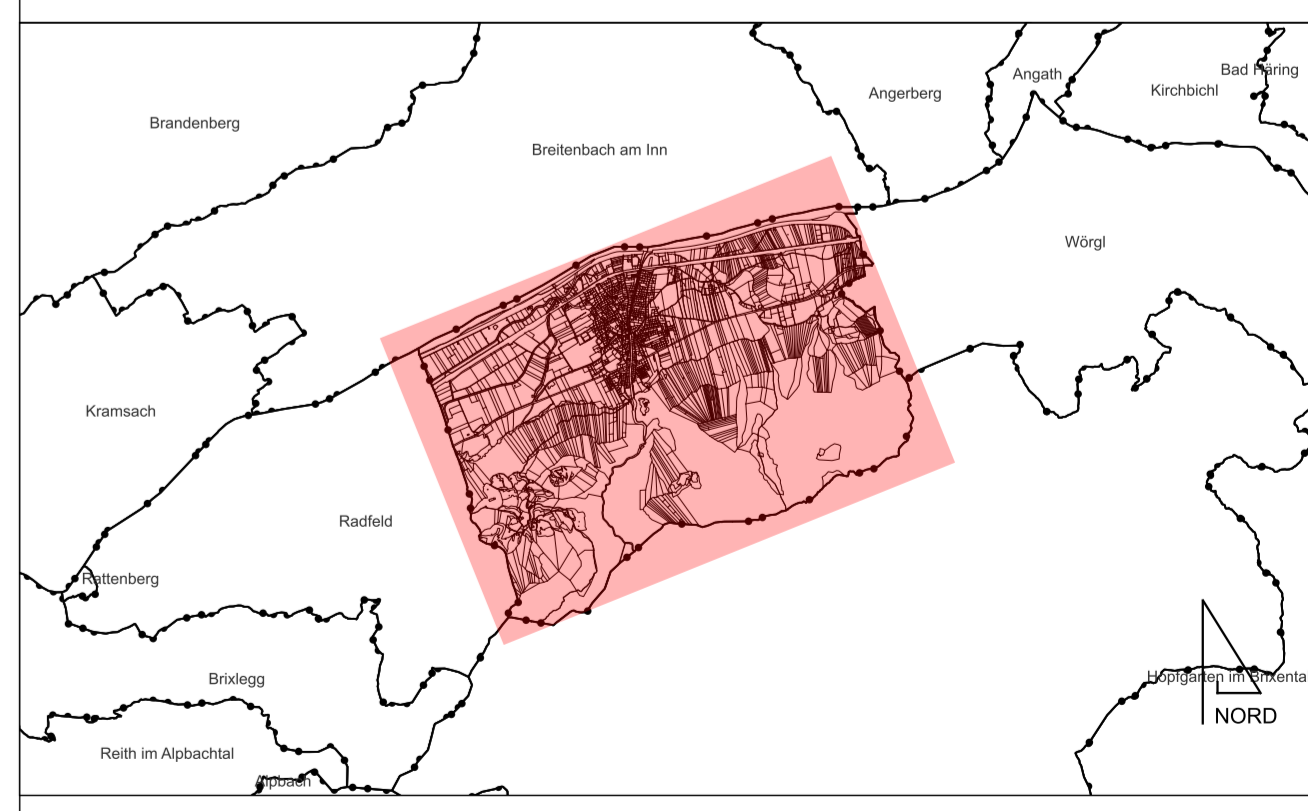 Bad Häring
Angath
Kirchbichl
Angerberg
Brandenberg
Breitenbach am Inn
Wörgl
Kramsach
Radfeld
Rattenberg
Hopfgarten im Brixenta
Brixlegg
NORD
Reith im Alpbachtal
Alpbach